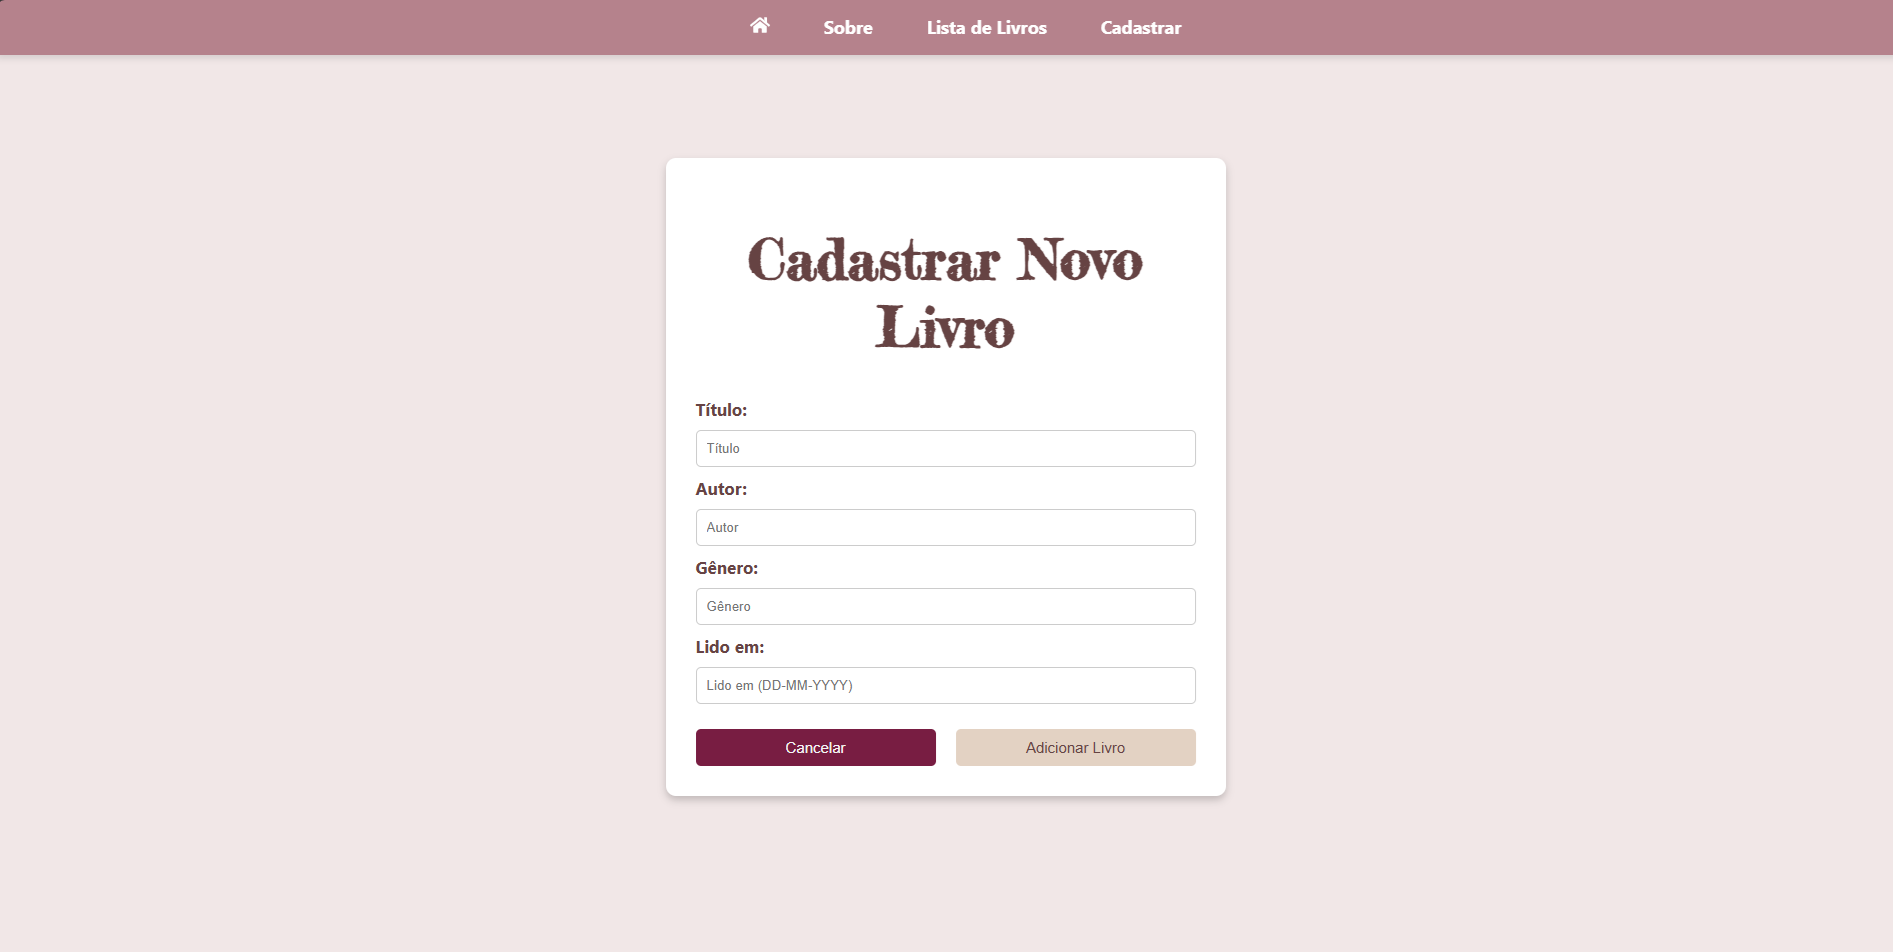 Sobre Lista de Livros Cadastrar
Cadastrar Novo
Livro
Título:
Título
Autor:
Autor
Gênero:
Gênero
Lido em:
Lido em (DD-MM-YYYY)
Cancelar Adicionar Livro